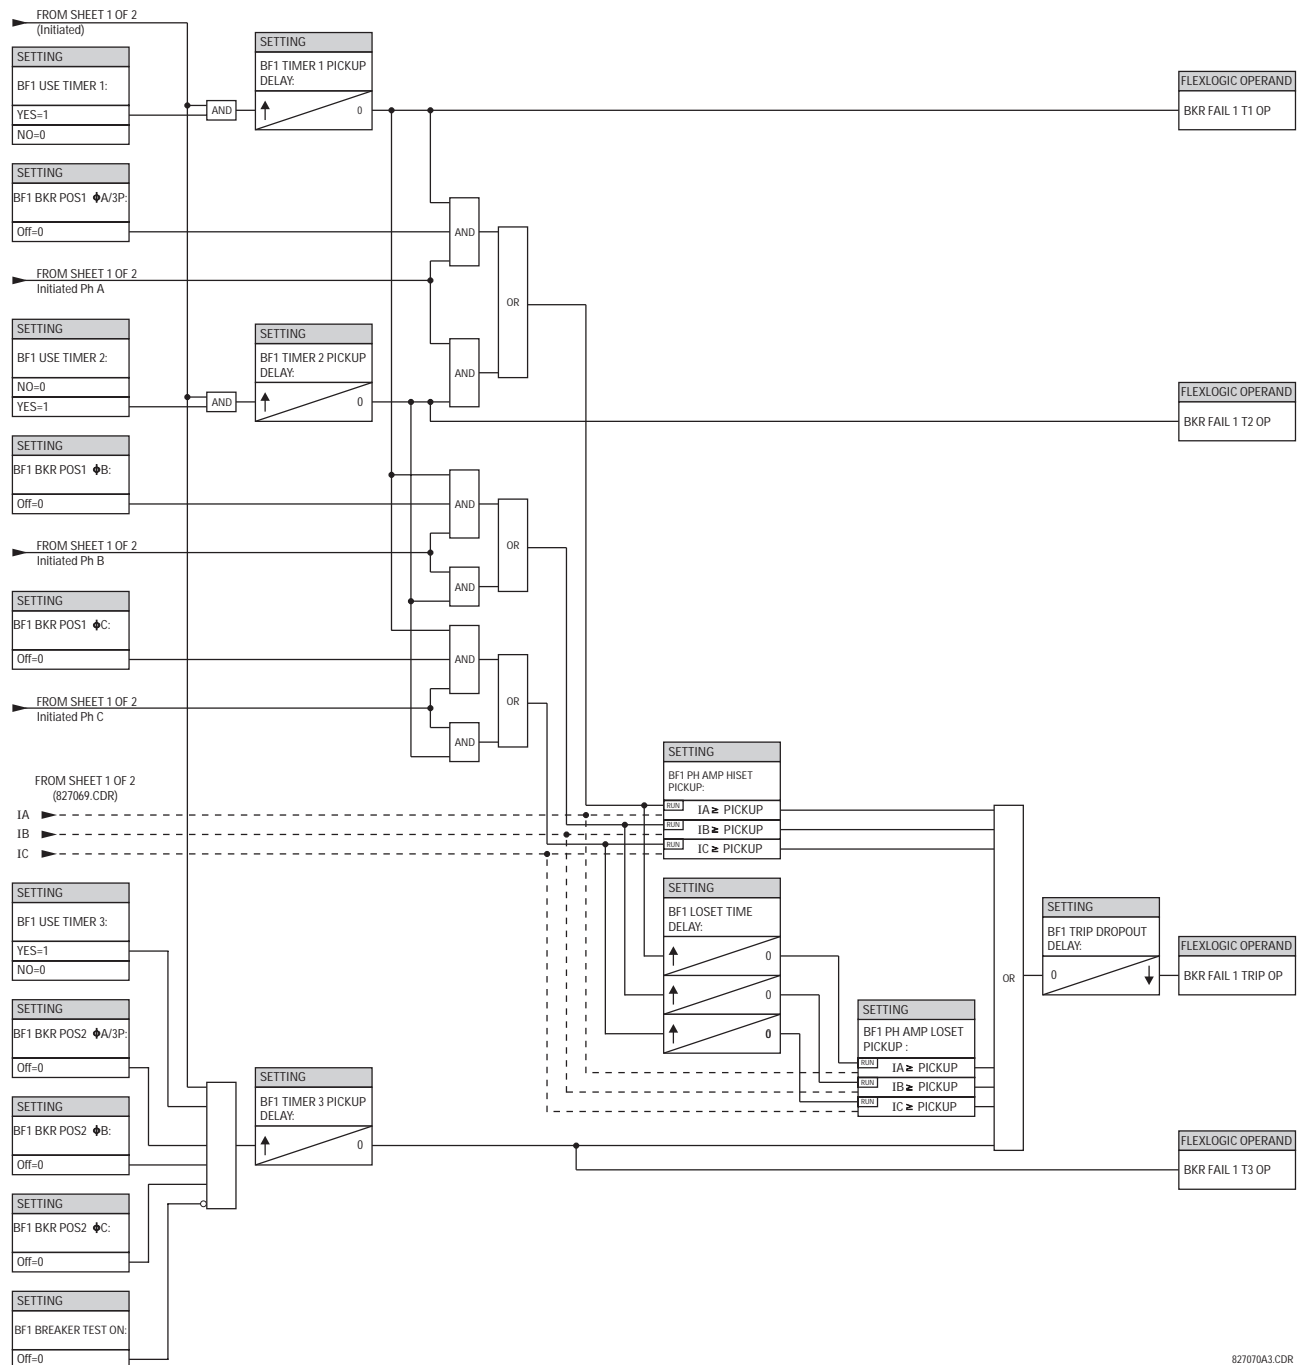 FROM SHEET 1 OF 2
(Initiated)
SETTING
BF1 USE TIMER 1:
YES=1
NO=0
AND
SETTING
BF1 TIMER 1 PICKUP
DELAY:
0
FLEXLOGIC OPERAND
BKR FAIL 1 T1 OP
SETTING
BF1 BKR POS1 ϕA/3P:
Off=0
AND
FROM SHEET 1 OF 2
Initiated Ph A
OR
SETTING
BF1 USE TIMER 2:
NO=0
YES=1
AND
SETTING
BF1 TIMER 2 PICKUP
DELAY:
0
AND
FLEXLOGIC OPERAND
BKR FAIL 1 T2 OP
SETTING
BF1 BKR POS1 ϕB:
Off=0
AND
FROM SHEET 1 OF 2
Initiated Ph B
OR
AND
SETTING
BF1 BKR POS1 ϕC:
Off=0
AND
FROM SHEET 1 OF 2
Initiated Ph C
OR
AND
FROM SHEET 1 OF 2
(827069.CDR)
IA
IB
IC
SETTING
BF1 PH AMP HISET
PICKUP:
RUN IA ≥ PICKUP
RUN IB ≥ PICKUP
RUN IC ≥ PICKUP
SETTING
BF1 LOSET TIME
DELAY:
0
0
0
SETTING
BF1 PH AMP LOSET
PICKUP :
RUN IA ≥ PICKUP
RUN IB ≥ PICKUP
RUN IC ≥ PICKUP
OR
SETTING
BF1 TRIP DROPOUT
DELAY:
0
FLEXLOGIC OPERAND
BKR FAIL 1 TRIP OP
SETTING
BF1 USE TIMER 3:
YES=1
NO=0
SETTING
BF1 BKR POS2 ϕA/3P:
Off=0
SETTING
BF1 BKR POS2 ϕB:
Off=0
SETTING
BF1 TIMER 3 PICKUP
DELAY:
0
FLEXLOGIC OPERAND
BKR FAIL 1 T3 OP
SETTING
BF1 BKR POS2 ϕC:
Off=0
SETTING
BF1 BREAKER TEST ON:
Off=0
827070A3.CDR